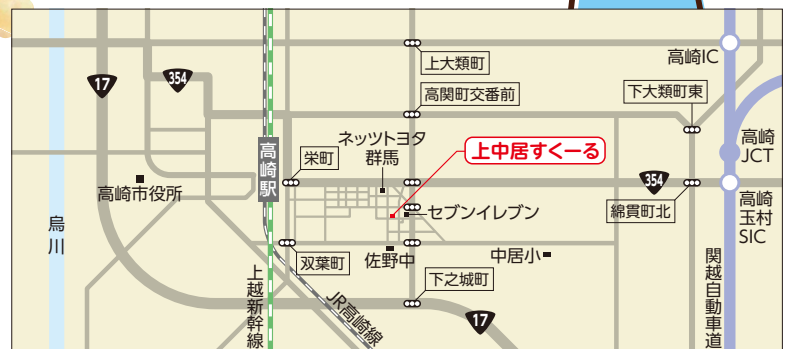 上大類町
高崎IC
17
354
高関町交番前
下大類町東
ネッツトヨタ
群馬
上中居すくーる
高崎
JCT
高崎駅
栄町
354
高崎市役所
セブンイレブン
綿貫町北
高崎
玉村
SIC
烏川
双葉町
佐野中
中居小
上越新幹線
JR高崎線
下之城町
17
関越自動車道